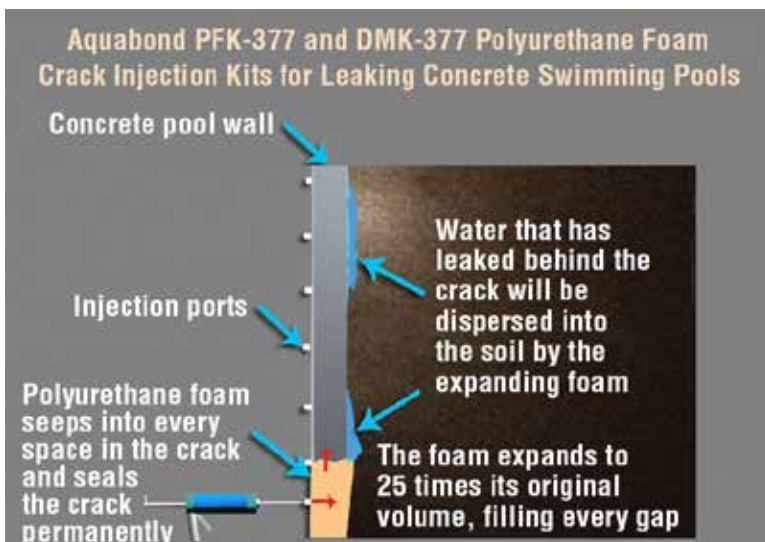 Aquabond PFK-377 and DMK-377 Polyurethane Foam
Crack Injection Kits for Leaking Concrete Swimming Pools
Concrete pool wall
Water that has
leaked behind the
crack will be
dispersed into
the soil by the
expanding foam
Injection ports
Polyurethane foam
seeps into every
space in the crack
and seals
the crack
permanently
The foam expands to
25 times its original
volume, filling every gap